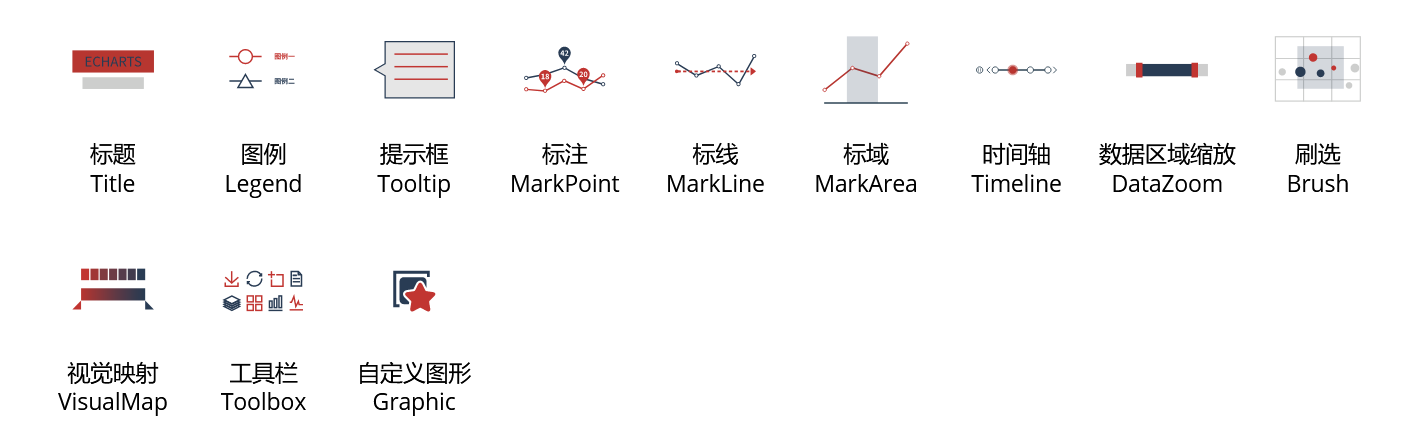 ECHARTS
图例一
图例二
42
18
20
标题
Title
图例
Legend
提示框
Tooltip
标注
MarkPoint
标线
MarkLine
标域
MarkArea
时间轴
Timeline
数据区域缩放
DataZoom
刷选
Brush
视觉映射
VisualMap
工具栏
Toolbox
自定义图形
Graphic